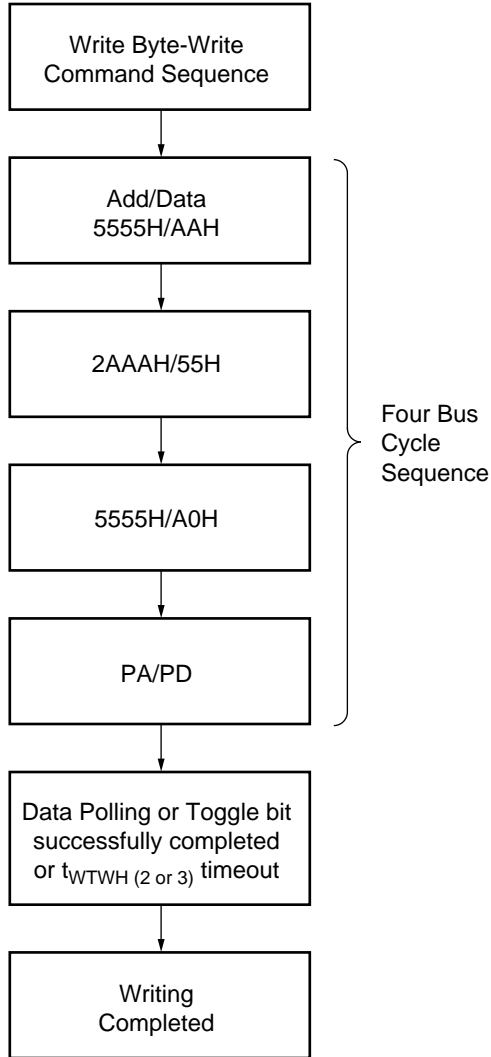 Write Byte-Write
Command Sequence
Add/Data
5555H/AAH
2AAAH/55H
5555H/A0H
PA/PD
Four Bus
Cycle
Sequence
Data Polling or Toggle bit
successfully completed
or tWTWH (2 or 3) timeout
Writing
Completed